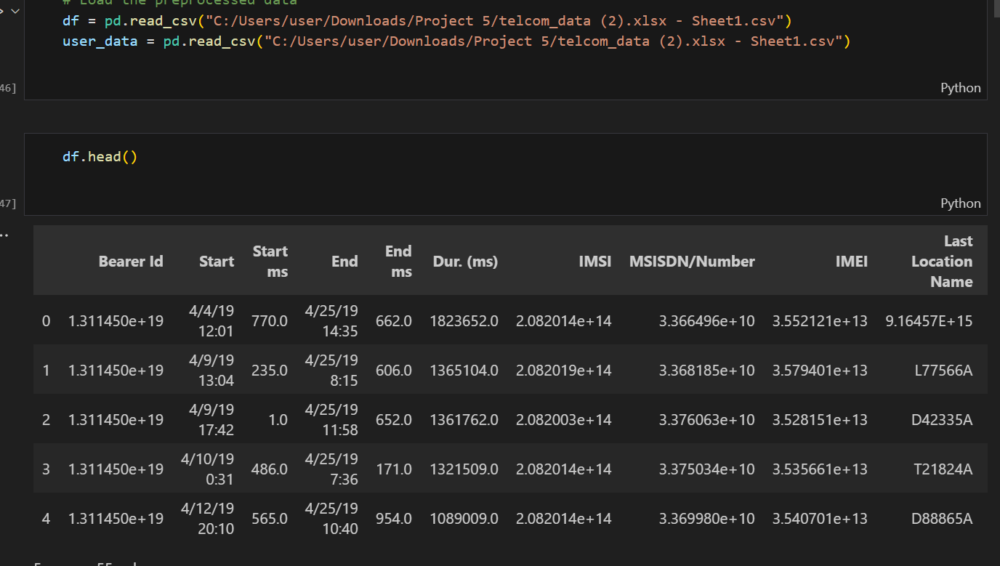 # Load the preprocessed data
df = pd.read_csv("C:/Users/user/Downloads/Project 5/telcom_data (2).xlsx - Sheet1.csv")
user_data = pd.read_csv("C:/Users/user/Downloads/Project 5/telcom_data (2).xlsx - Sheet1.csv")
46]
Python
df.head()
47]
Python
Bearer Id Start Start ms End End ms Dur. (ms) IMSI MSISDN/Number IMEI Last Location Name
0 1.311450e+19 4/4/19 12:01 770.0 4/25/19 14:35 662.0 1823652.0 2.082014e+14 3.366496e+10 3.552121e+13 9.16457E+15
1 1.311450e+19 4/9/19 13:04 235.0 4/25/19 8:15 606.0 1365104.0 2.082019e+14 3.368185e+10 3.579401e+13 L77566A
2 1.311450e+19 4/9/19 17:42 1.0 4/25/19 11:58 652.0 1361762.0 2.082003e+14 3.376063e+10 3.528151e+13 D42335A
3 1.311450e+19 4/10/19 0:31 486.0 4/25/19 7:36 171.0 1321509.0 2.082014e+14 3.375034e+10 3.535661e+13 T21824A
4 1.311450e+19 4/12/19 20:10 565.0 4/25/19 10:40 954.0 1089009.0 2.082014e+14 3.369980e+10 3.540701e+13 D88865A